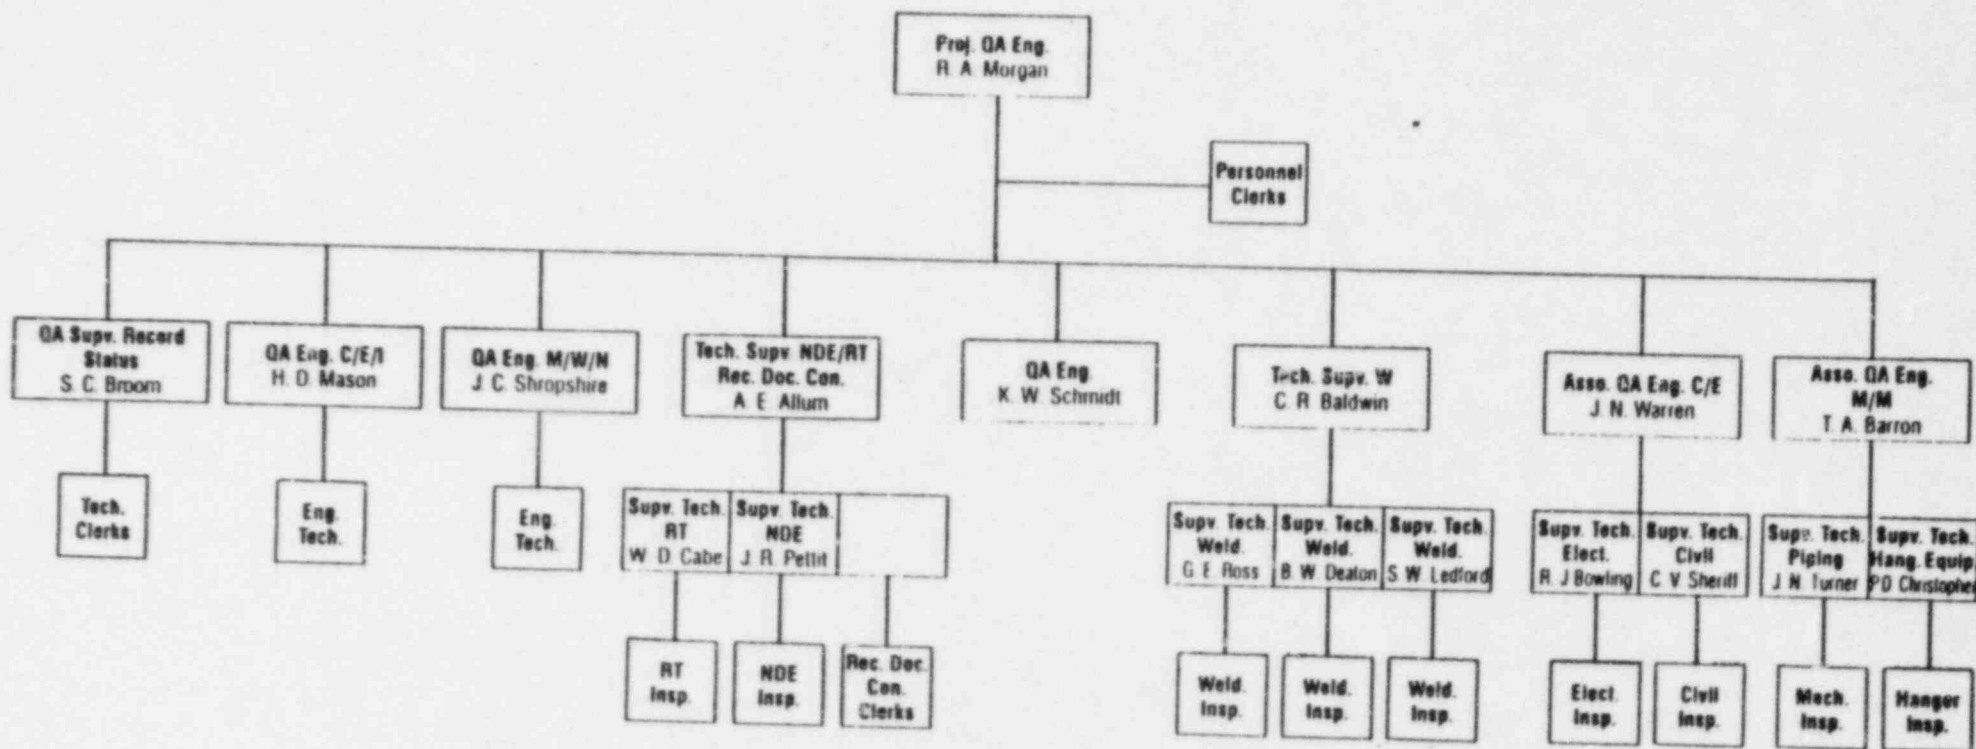 Proj. QA Eng.
R. A. Morgan
Personnel
Clerks
QA Supv. Record
Status
S. C. Broom
QA Eng. C/E/I
H. D. Mason
QA Eng. M/W/N
J. C. Shropshire
Tech. Supv. NDE/RT
Rec. Doc. Con.
A. E. Allum
QA Eng.
K. W. Schmidt
Tech. Supv. W
C. R. Baldwin
Asso. QA Eng. C/E
J. N. Warren
Asso. QA Eng.
M/M
T. A. Barron
Tech.
Clerks
Eng.
Tech.
Eng.
Tech.
Supv. Tech.
RT
W. D. Cabe
Supv. Tech.
NDE
J. R. Pettit
Supv. Tech.
Weld.
G. E. Ross
Supv. Tech.
Weld.
B. W. Deaton
Supv. Tech.
Weld.
S. W. Ledford
Supv. Tech.
Elect.
R. J Bowling
Supv. Tech.
Civil
C. V. Sheriff
Supv. Tech.
Piping
J. N. Turner
Supv. Tech.
Hang. Equip.
P.D. Christopher
RT
Insp.
NDE
Insp.
Rec. Doc.
Con.
Clerks
Weld.
Insp.
Weld.
Insp.
Weld.
Insp.
Elect.
Insp.
Civil
Insp.
Mech.
Insp.
Hanger
Insp.